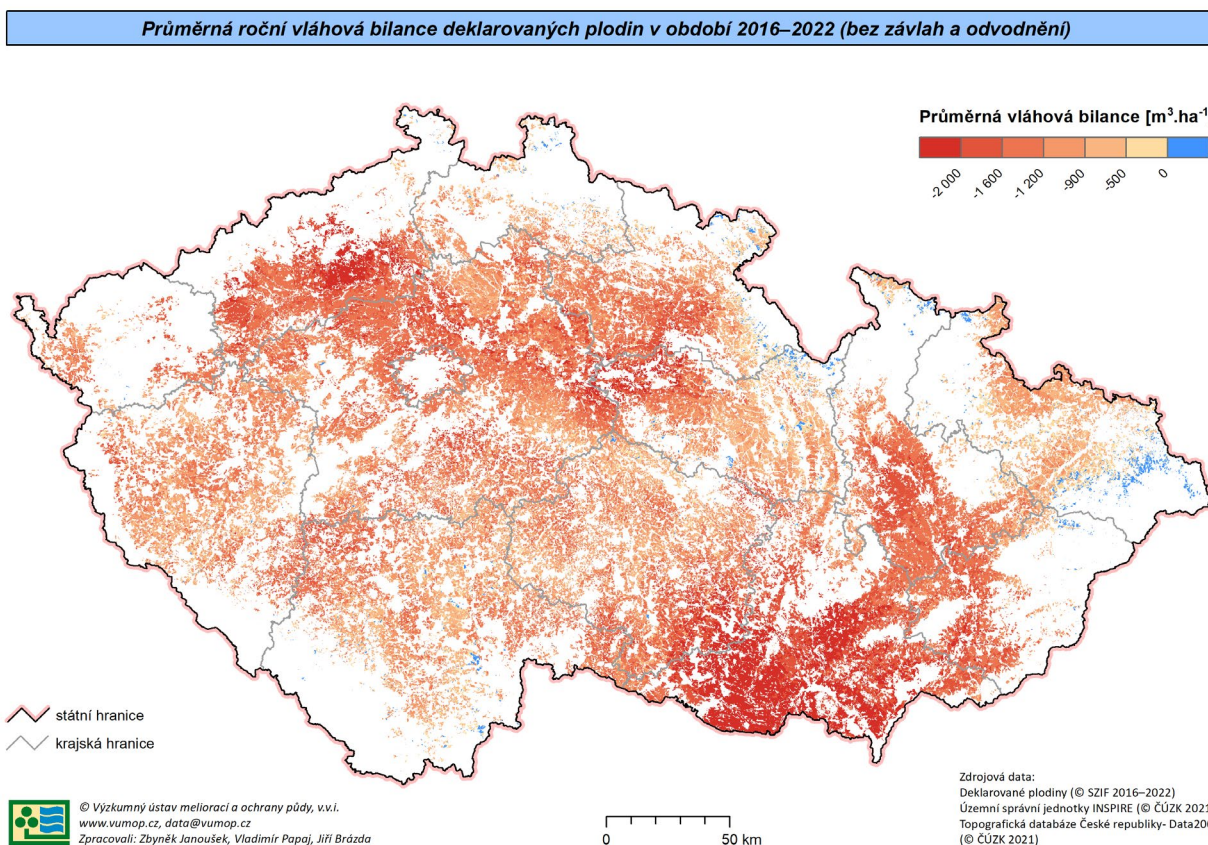 Průměrná roční vláhová bilance deklarovaných plodin v období 2016–2022 (bez závlah a odvodnění)
Průměrná vláhová bilance [m³.ha⁻¹
-2 000
-1 600
-1 200
-900
-500
0
státní hranice
krajská hranice
© Výzkumný ústav meliorací a ochrany půdy, v.v.i.
www.vumop.cz, data@vumop.cz
Zpracovali: Zbyněk Janoušek, Vladimír Papaj, Jiří Brázda
0
50 km
Zdrojová data:
Deklarované plodiny (© SZIF 2016–2022)
Územní správní jednotky INSPIRE (© ČÚZK 2021
Topografická databáze České republiky- Data200
(© ČÚZK 2021)